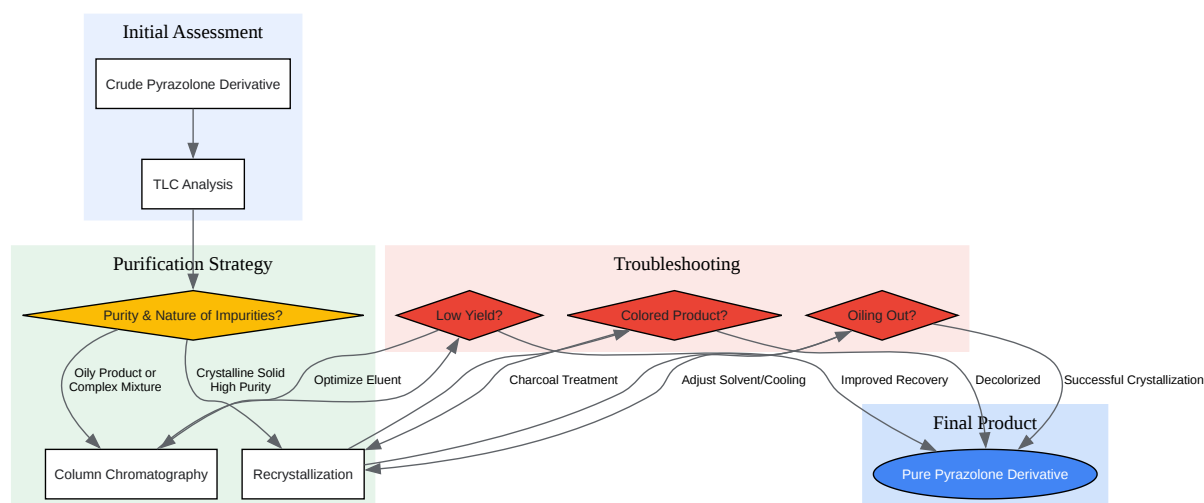 Initial Assessment
Crude Pyrazolone Derivative
TLC Analysis
Purification Strategy
Troubleshooting
Purity & Nature of Impurities?
Low Yield?
Colored Product?
Oiling Out?
Oily Product or
Complex Mixture
Crystalline Solid
High Purity
Optimize Eluent
Charcoal Treatment
Adjust Solvent/Cooling
Improved Recovery
Decolorized
Successful Crystallization
Final Product
Column Chromatography
Recrystallization
Pure Pyrazolone Derivative